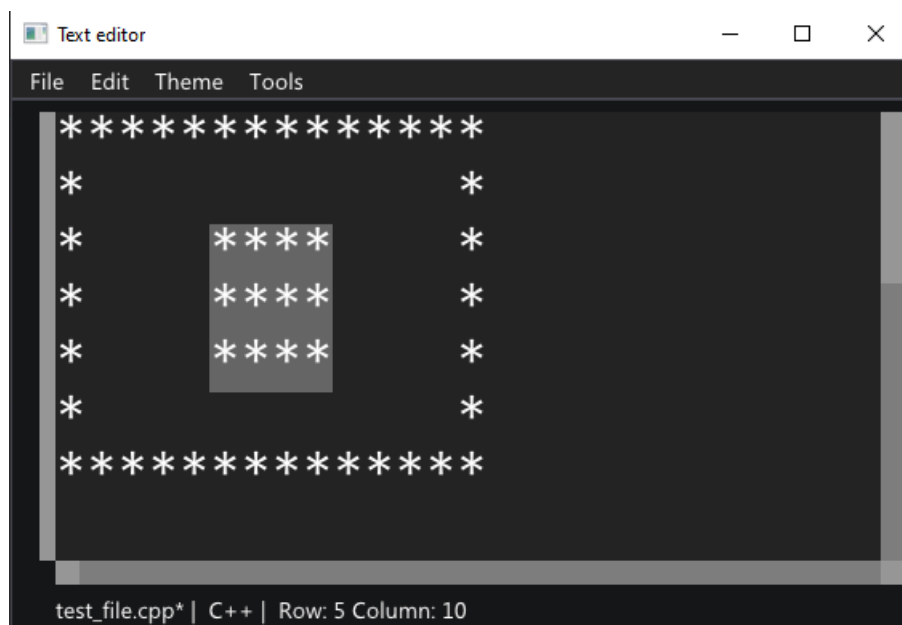 Text editor
File Edit Theme Tools
**************
*            *
*    ****    *
*    ****    *
*    ****    *
*            *
**************
test_file.cpp* | C++ | Row: 5 Column: 10